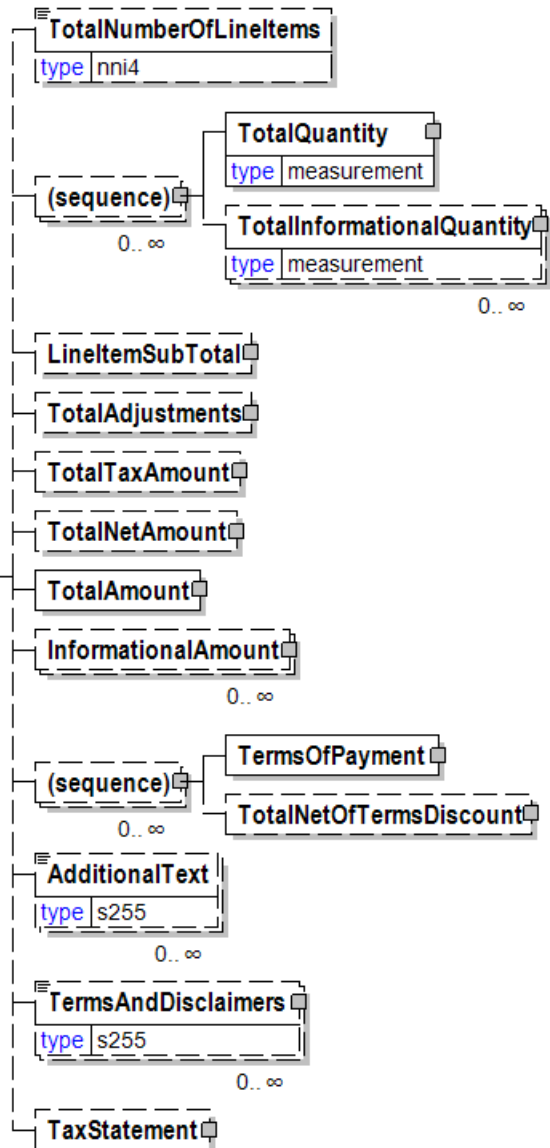 TotalNumberOfLineItems
type nni4
TotalQuantity
type measurement
(sequence)
TotalInformationalQuantity
0.. ∞
type measurement
0.. ∞
LineItemSubTotal
TotalAdjustments
TotalTaxAmount
TotalNetAmount
TotalAmount
InformationalAmount
0.. ∞
TermsOfPayment
(sequence)
TotalNetOfTermsDiscount
0.. ∞
AdditionalText
type s255
0.. ∞
TermsAndDisclaimers
type s255
0.. ∞
TaxStatement